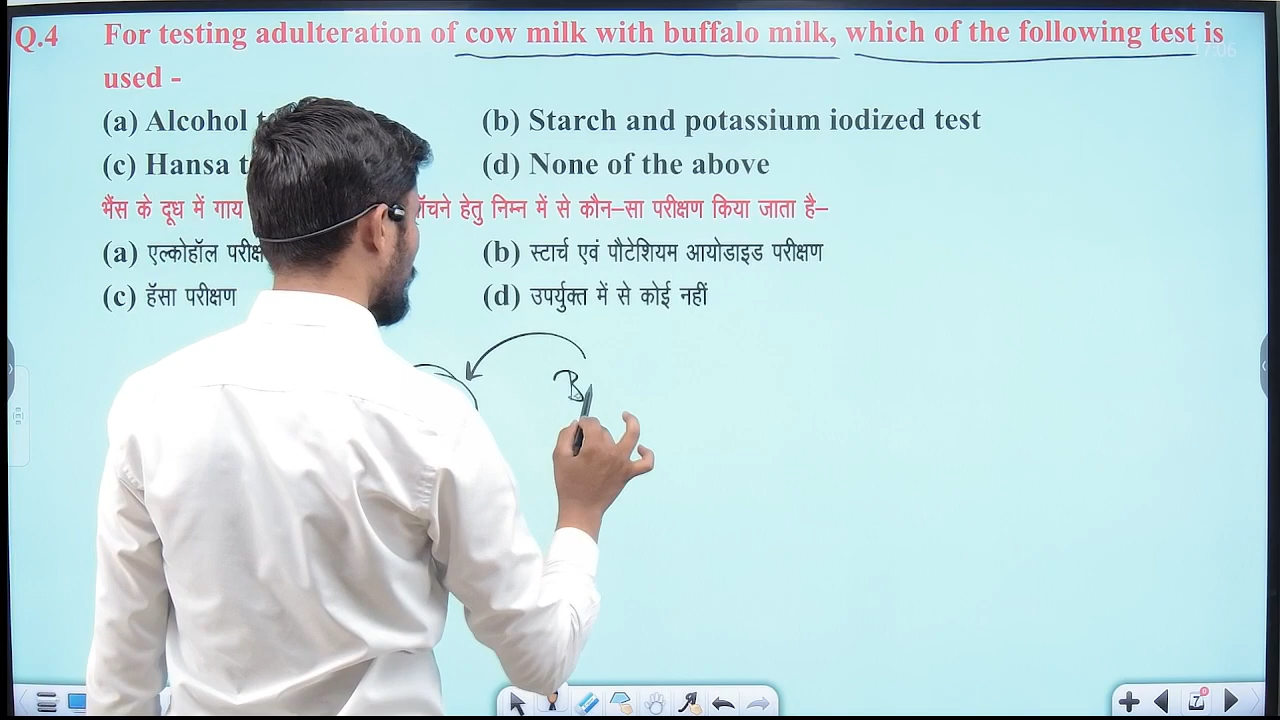 Q.4 For testing adulteration of cow milk with buffalo milk, which of the following test is
used -
(a) Alcohol (b) Starch and potassium iodized test
(c) Hansa (d) None of the above
भैंस के दूध में गाय हेतु निम्न में से कौन–सा परीक्षण किया जाता है–
(a) एल्कोहॉल (b) स्टार्च एवं पौटेशियम आयोडाइड परीक्षण
(c) हॅसा परीक्षण (d) उपर्युक्त में से कोई नहीं
B